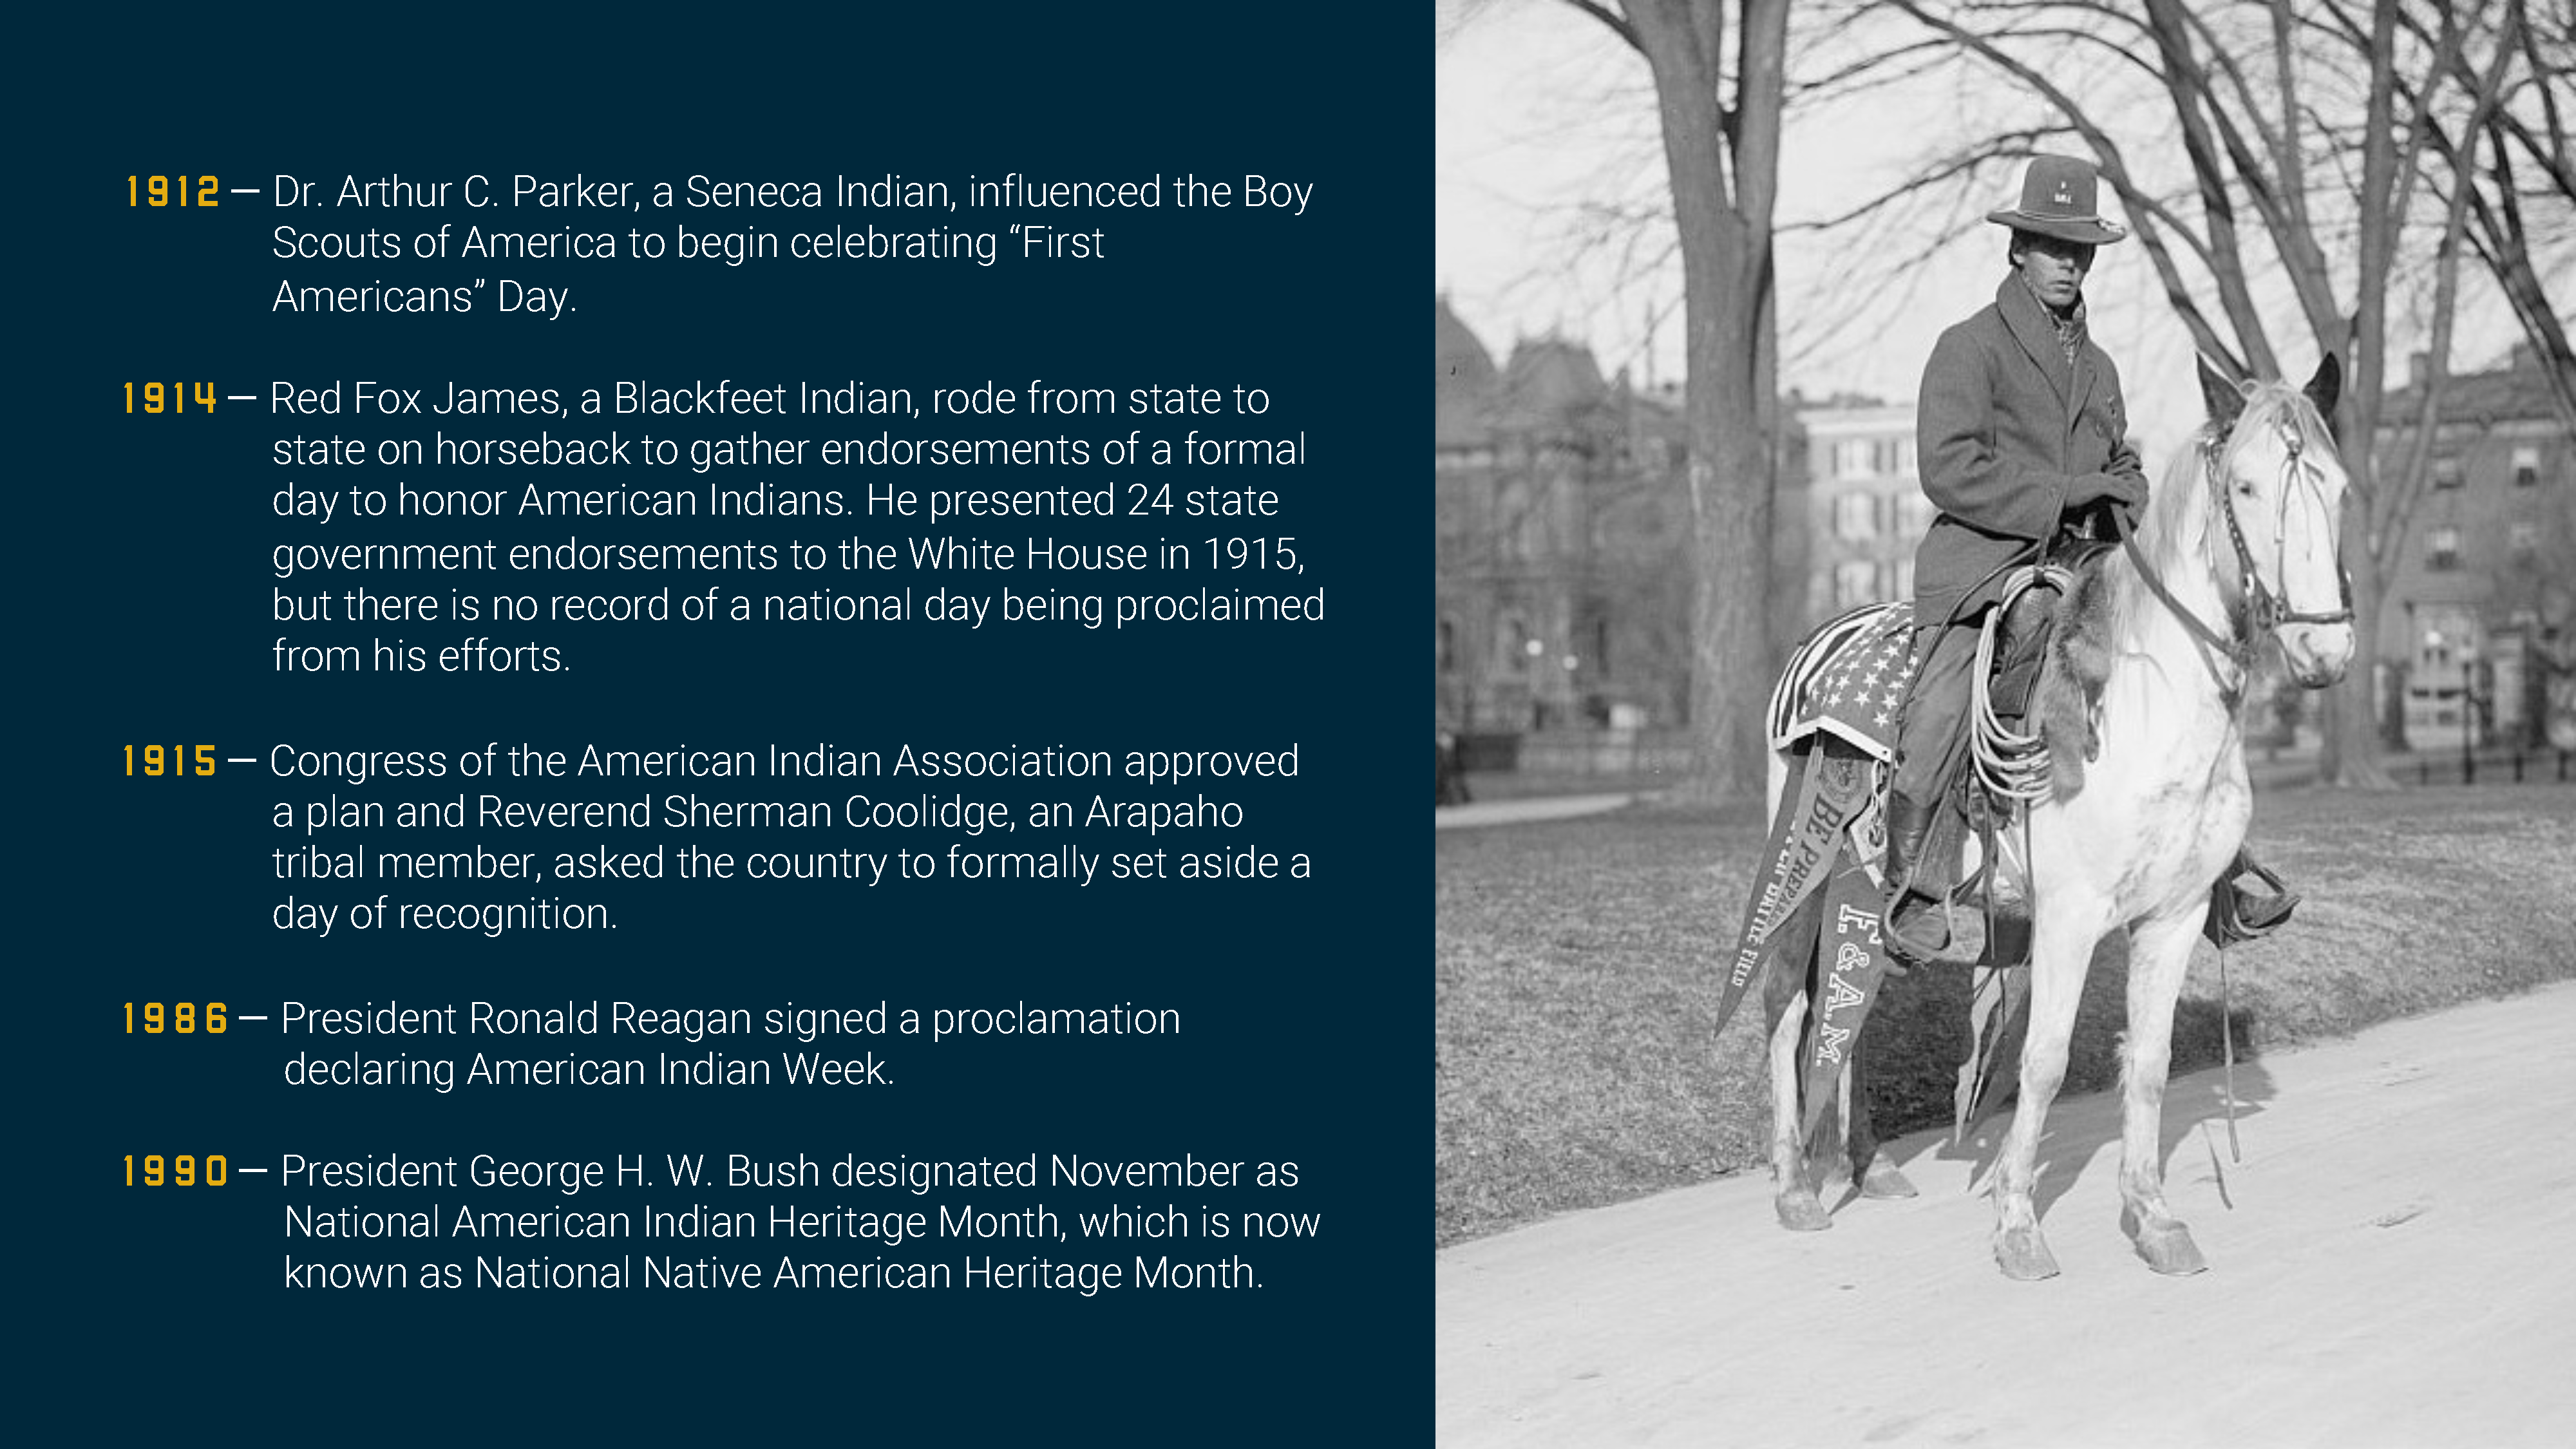 1912 — Dr. Arthur C. Parker, a Seneca Indian, influenced the Boy
Scouts of America to begin celebrating “First
Americans” Day.
1914 — Red Fox James, a Blackfeet Indian, rode from state to
state on horseback to gather endorsements of a formal
day to honor American Indians. He presented 24 state
government endorsements to the White House in 1915,
but there is no record of a national day being proclaimed
from his efforts.
1915 — Congress of the American Indian Association approved
a plan and Reverend Sherman Coolidge, an Arapaho
tribal member, asked the country to formally set aside a
day of recognition.
1986 — President Ronald Reagan signed a proclamation
declaring American Indian Week.
1990 — President George H. W. Bush designated November as
National American Indian Heritage Month, which is now
known as National Native American Heritage Month.
BE
FIELD
F. & A. M.